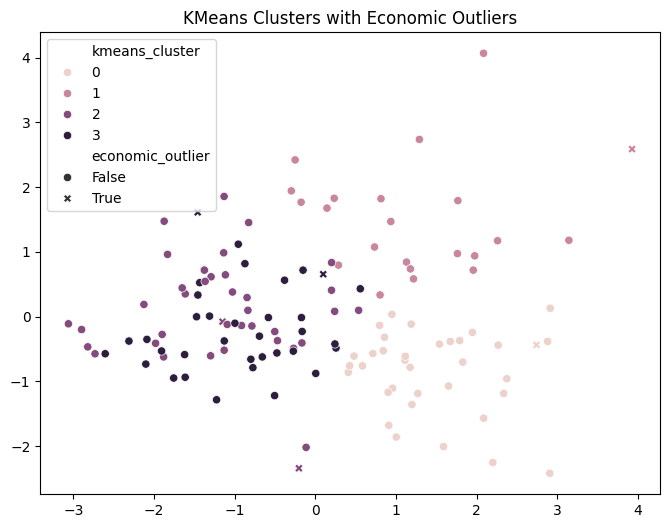 KMeans Clusters with Economic Outliers
kmeans_cluster
0
1
2
3
economic_outlier
False
True
4
3
2
1
0
−1
−2
−3 −2 −1 0 1 2 3 4